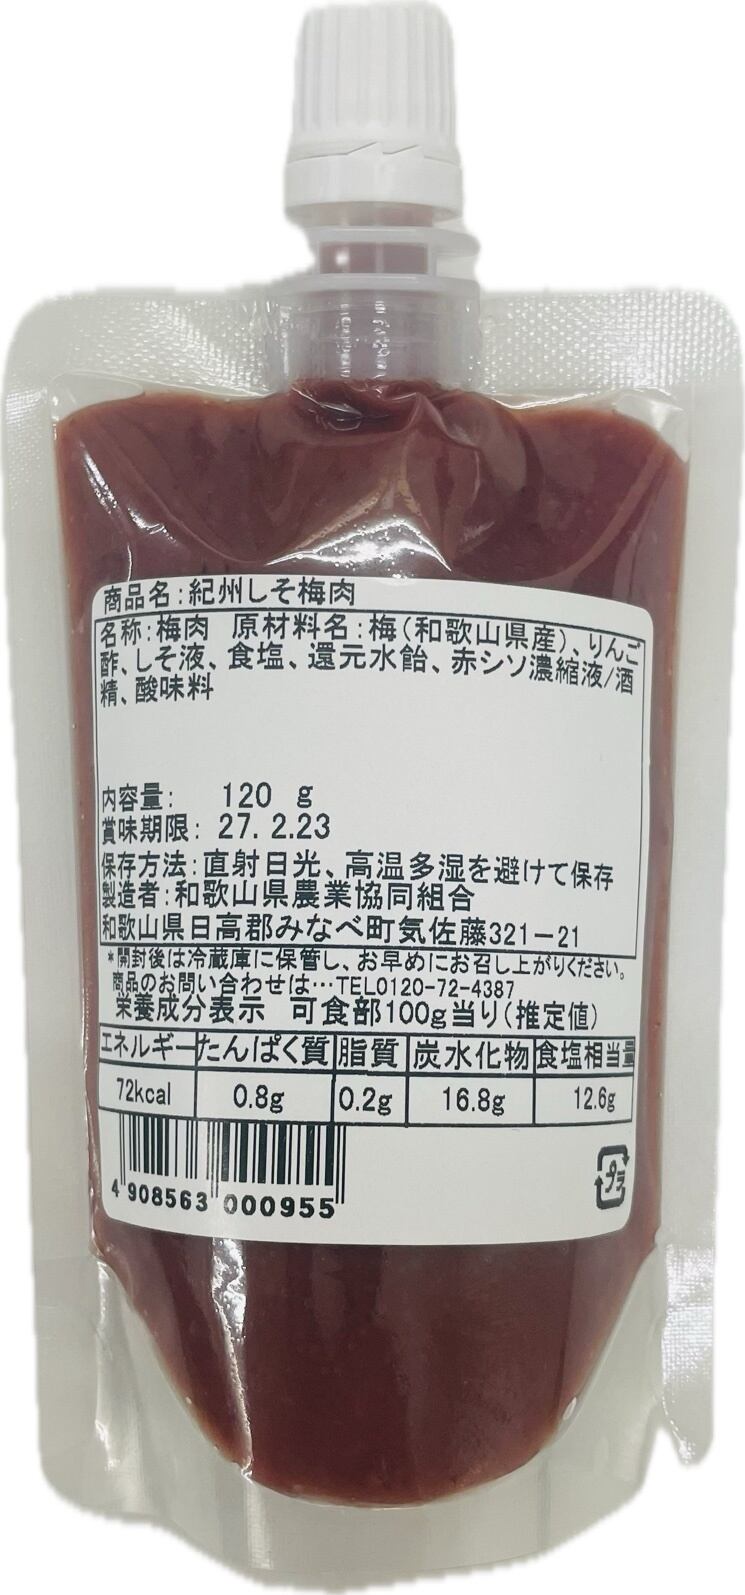 商品名:紀州しそ梅肉
名称:梅肉 原材料名:梅(和歌山県産)、りんご
酢、しそ液、食塩、還元水飴、赤シソ濃縮液/酒
精、酸味料
内容量: 120 g
賞味期限: 27. 2.23
保存方法:直射日光、高温多湿を避けて保存
製造者:和歌山県農業協同組合
和歌山県日高郡みなべ町気佐藤321-21
*開封後は冷蔵庫に保管し、お早めにお召し上がりください。
商品のお問い合わせは…TEL0120-72-4387
栄養成分表示 可食部100g当り(推定値)
エネルギー たんぱく質 脂質 炭水化物 食塩相当量
72kcal 0.8g 0.2g 16.8g 12.6g
プラ
4 908563 000955